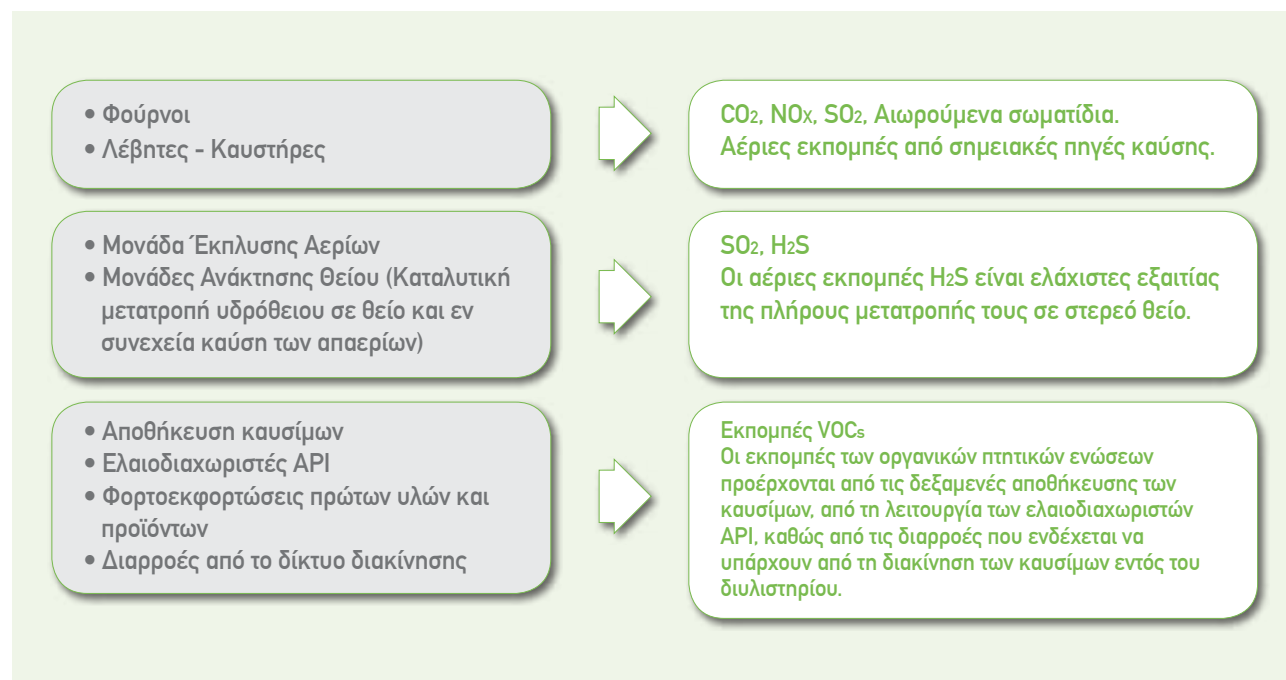 • Φούρνοι
• Λέβητες - Καυστήρες
CO2, NOx, SO2, Αιωρούμενα σωματίδια.
Αέριες εκπομπές από σημειακές πηγές καύσης.
• Μονάδα Έκπλυσης Αερίων
• Μονάδες Ανάκτησης Θείου (Καταλυτική
μετατροπή υδρόθειου σε θείο και εν
συνεχεία καύση των απαερίων)
SO2, H2S
Οι αέριες εκπομπές H2S είναι ελάχιστες εξαιτίας
της πλήρους μετατροπής τους σε στερεό θείο.
• Αποθήκευση καυσίμων
• Ελαιοδιαχωριστές API
• Φορτοεκφορτώσεις πρώτων υλών και
προϊόντων
• Διαρροές από το δίκτυο διακίνησης
Εκπομπές VOCs
Οι εκπομπές των οργανικών πτητικών ενώσεων
προέρχονται από τις δεξαμενές αποθήκευσης των
καυσίμων, από τη λειτουργία των ελαιοδιαχωριστών
API, καθώς από τις διαρροές που ενδέχεται να
υπάρχουν από τη διακίνηση των καυσίμων εντός του
διυλιστηρίου.